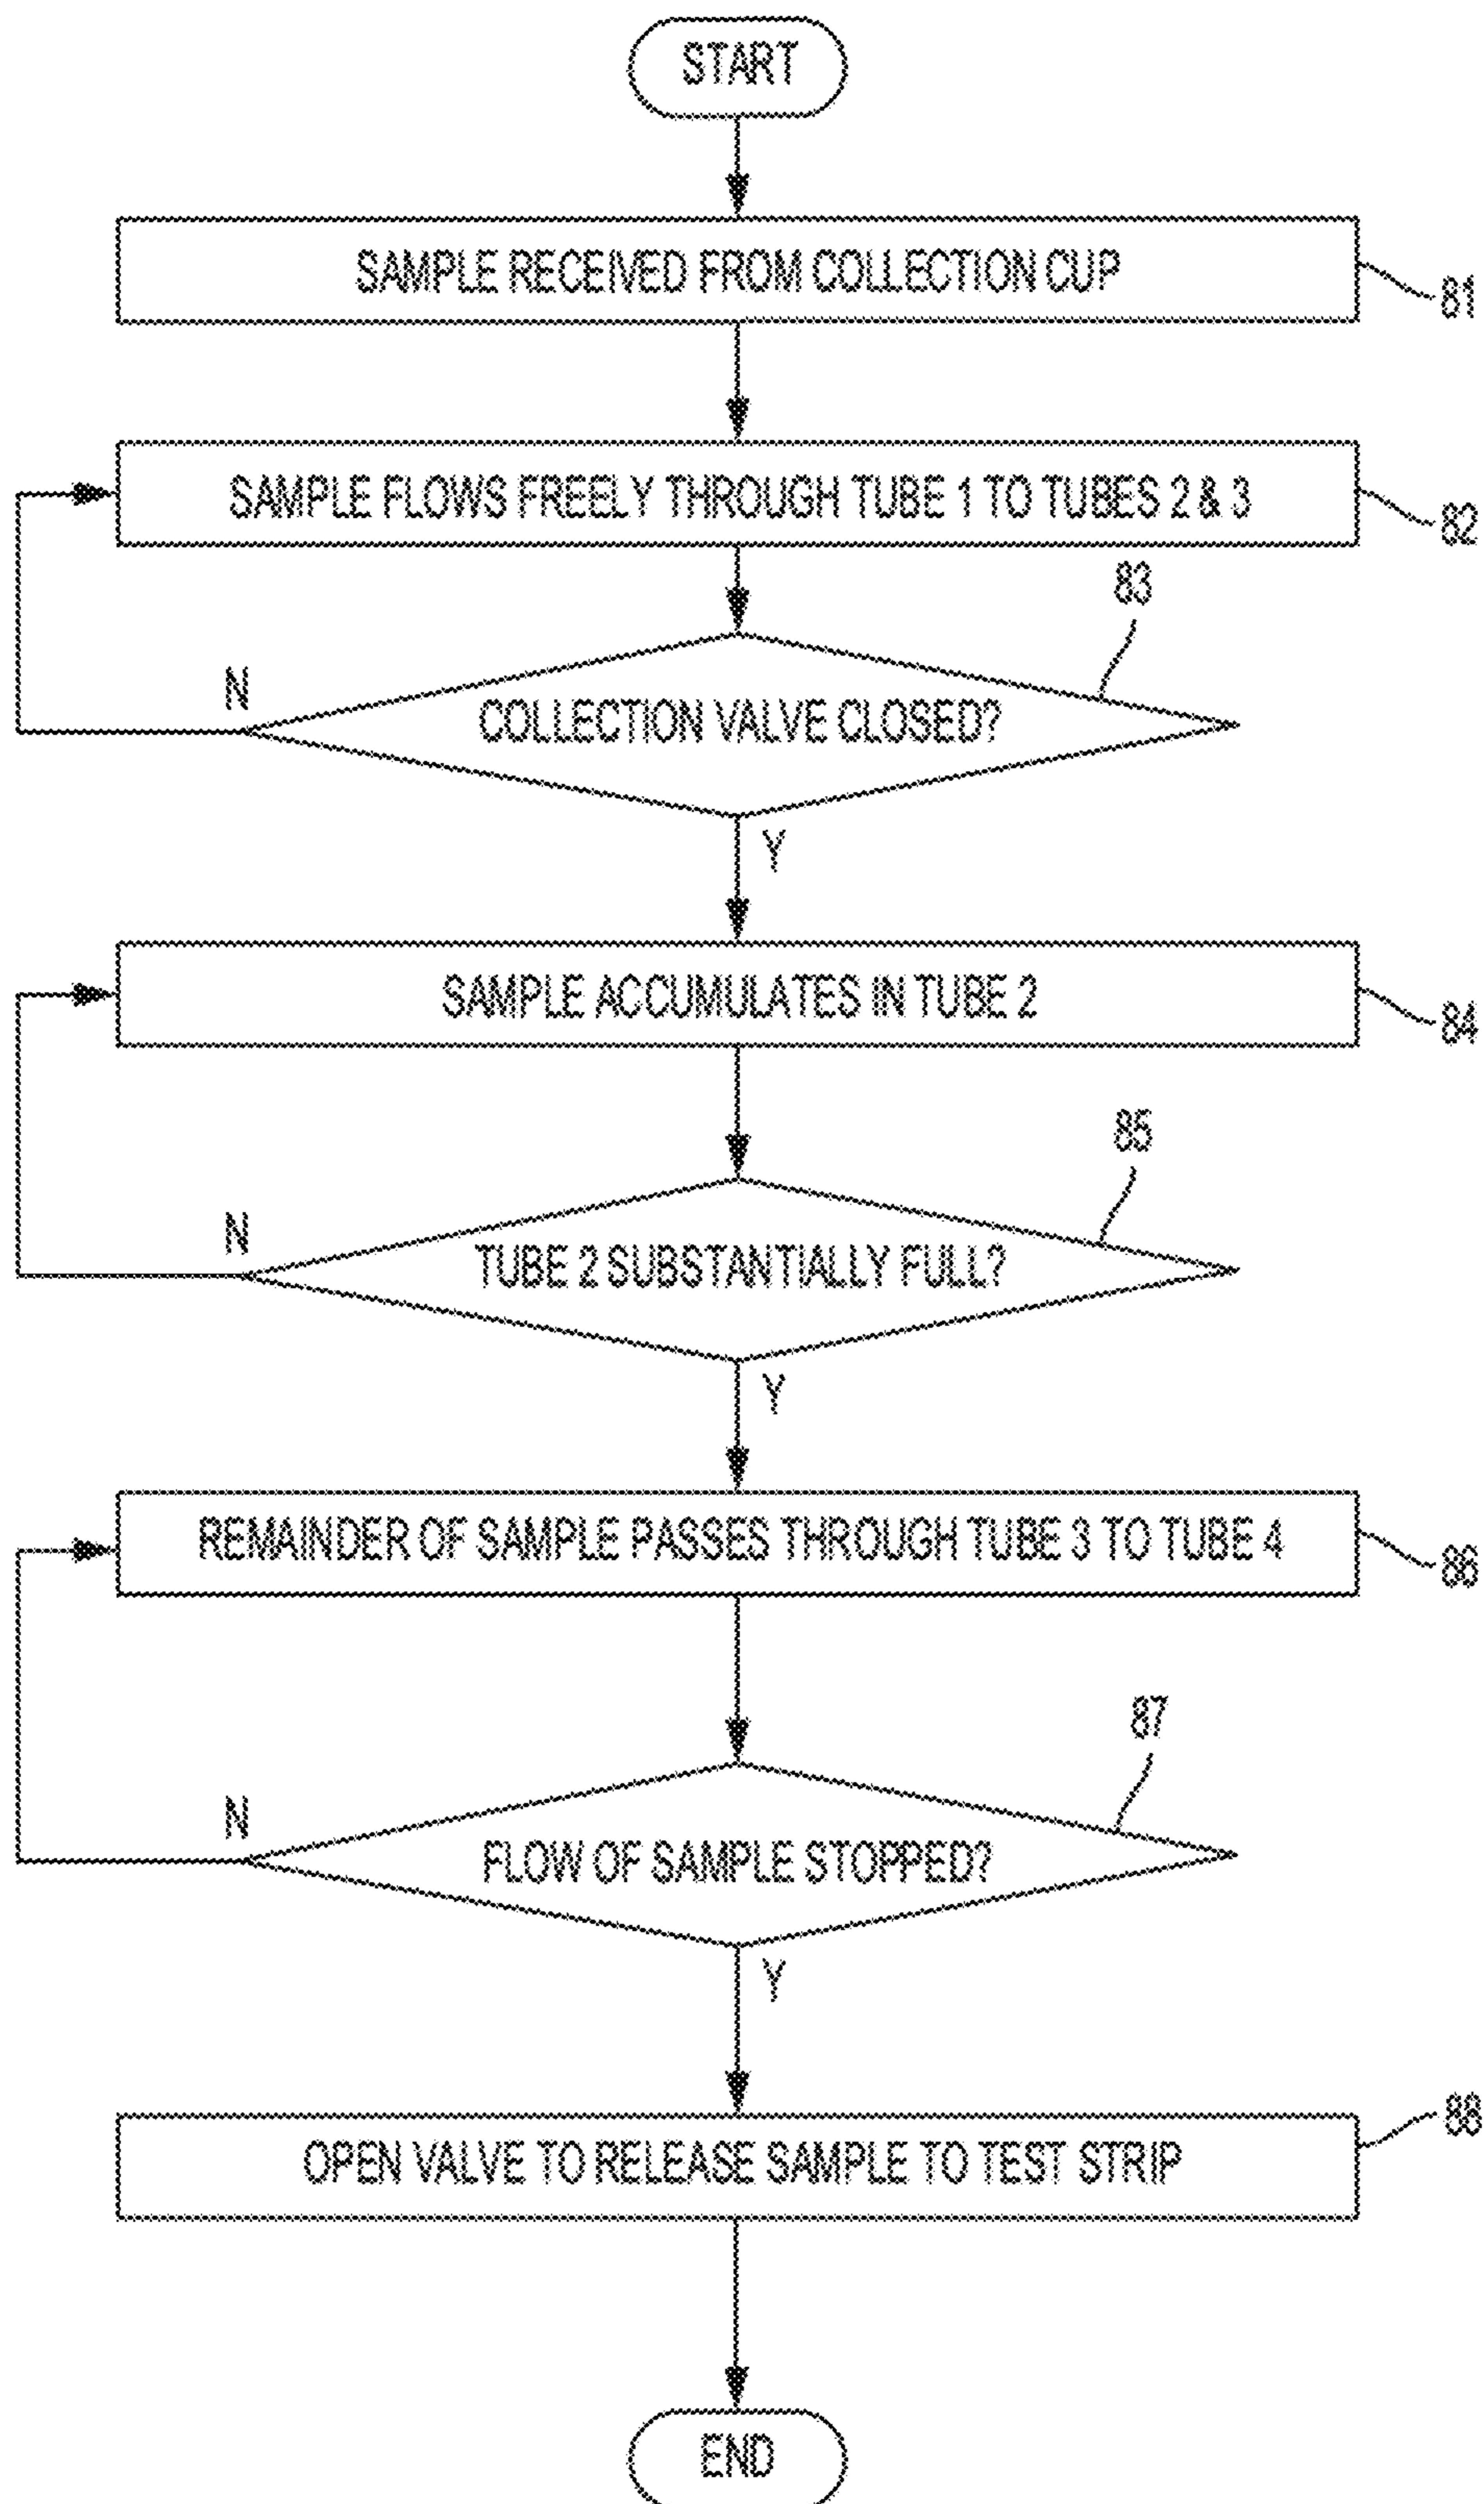 START
SAMPLE RECEIVED FROM COLLECTION CUP
81
SAMPLE FLOWS FREELY THROUGH TUBE 1 TO TUBES 2 & 3
82
83
N
COLLECTION VALVE CLOSED?
Y
SAMPLE ACCUMULATES IN TUBE 2
84
85
N
TUBE 2 SUBSTANTIALLY FULL?
Y
REMAINDER OF SAMPLE PASSES THROUGH TUBE 3 TO TUBE 4
86
87
N
FLOW OF SAMPLE STOPPED?
Y
88
OPEN VALVE TO RELEASE SAMPLE TO TEST STRIP
END